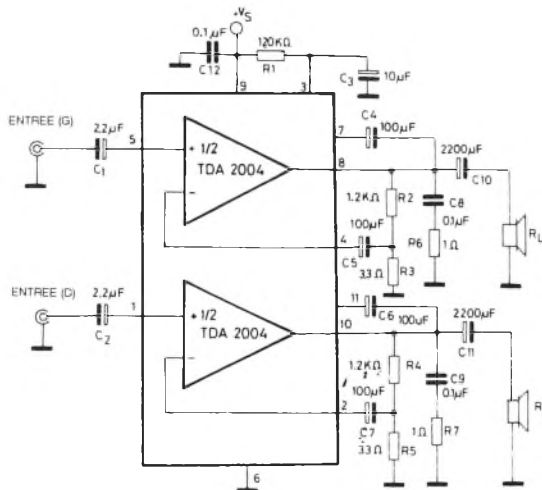 +Vs
0.1µF
C12
120KΩ
R1
9
3
C3
10µF
ENTREE (G)
2,2µF
C1
5
+ 1/2
TDA 2004
−
7
C4
100µF
8
2200µF
C10
1.2KΩ
R2
C8
0.1µF
100µF
4
C5
R6
1Ω
33Ω
R3
RL
ENTREE (D)
2,2µF
C2
1
+ 1/2
TDA 2004
−
11
C6
100µF
10
2200µF
C11
1.2KΩ
R4
C9
0.1µF
100µF
2
C7
1Ω
R7
33Ω
R5
R
6